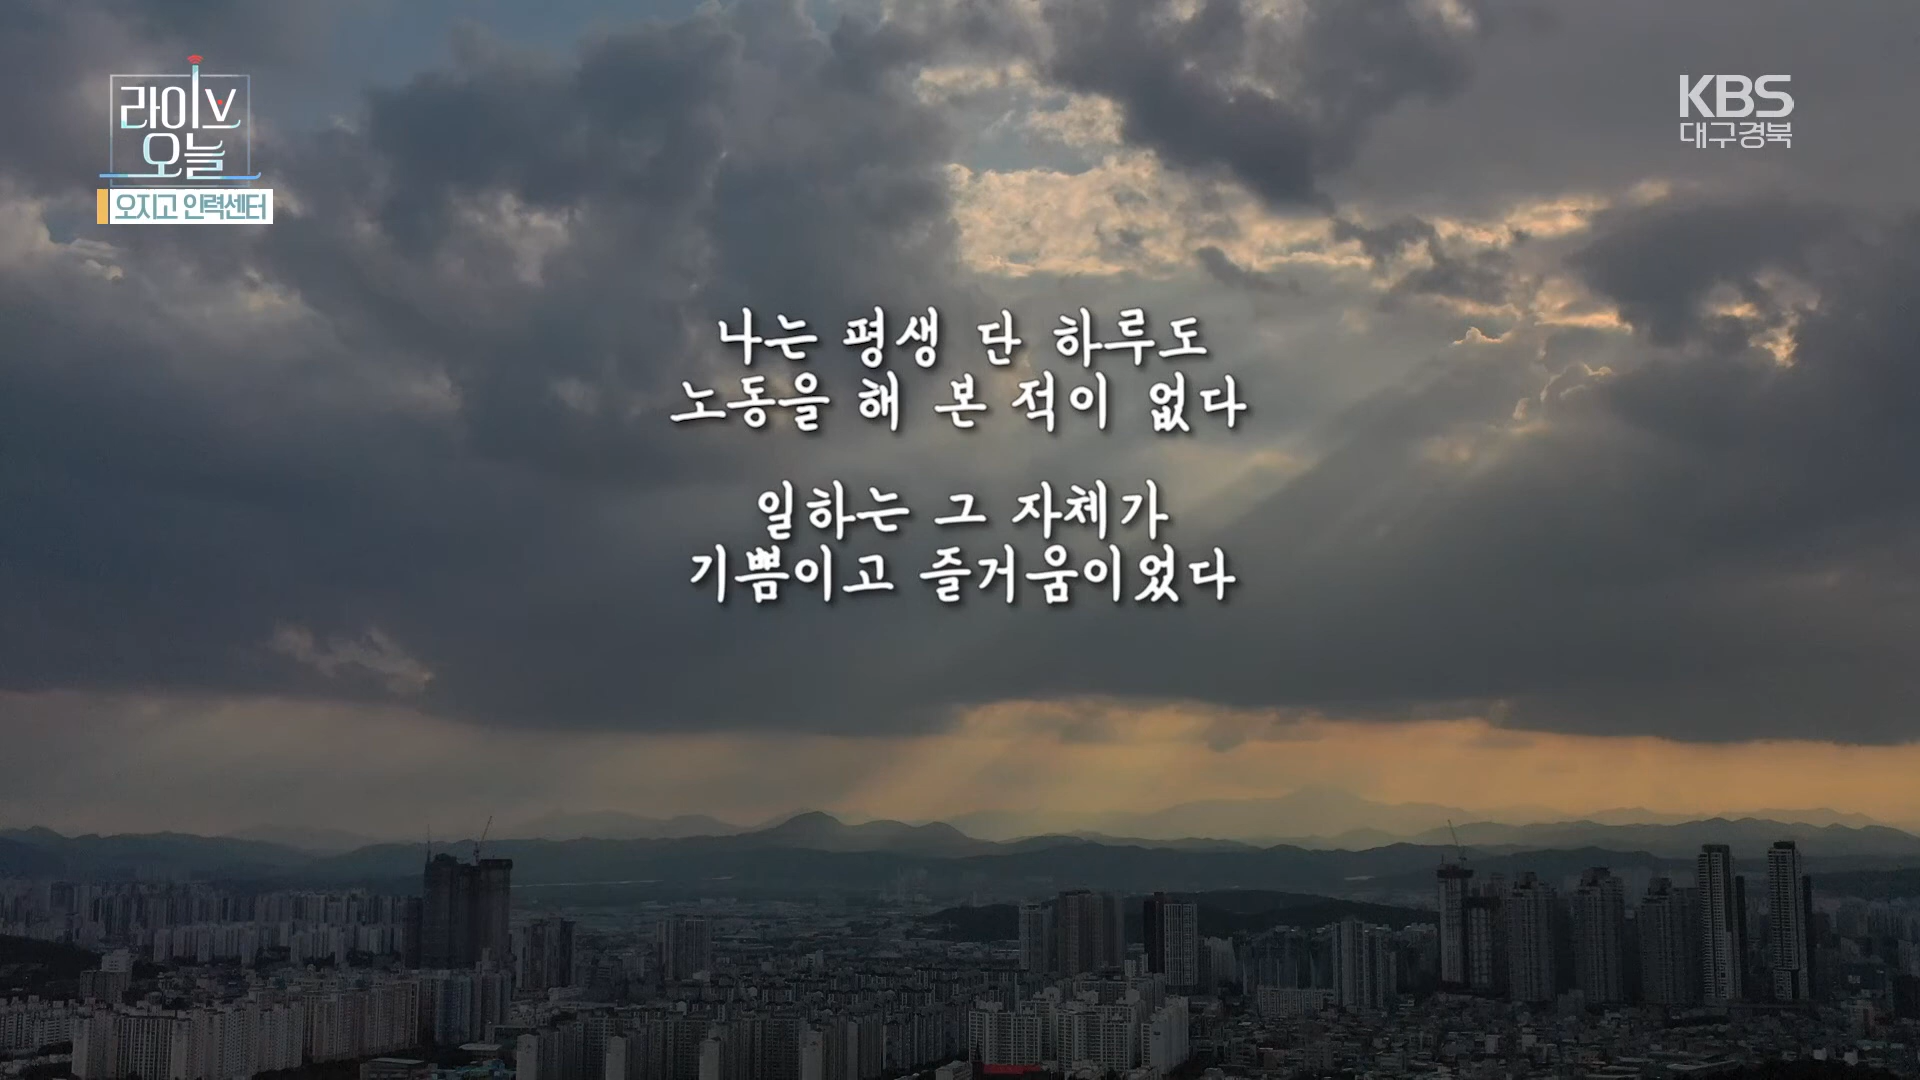 라이브
오늘
오지고 인력센터
KBS
대구경북
나는 평생 단 하루도
노동을 해 본 적이 없다
일하는 그 자체가
기쁨이고 즐거움이었다